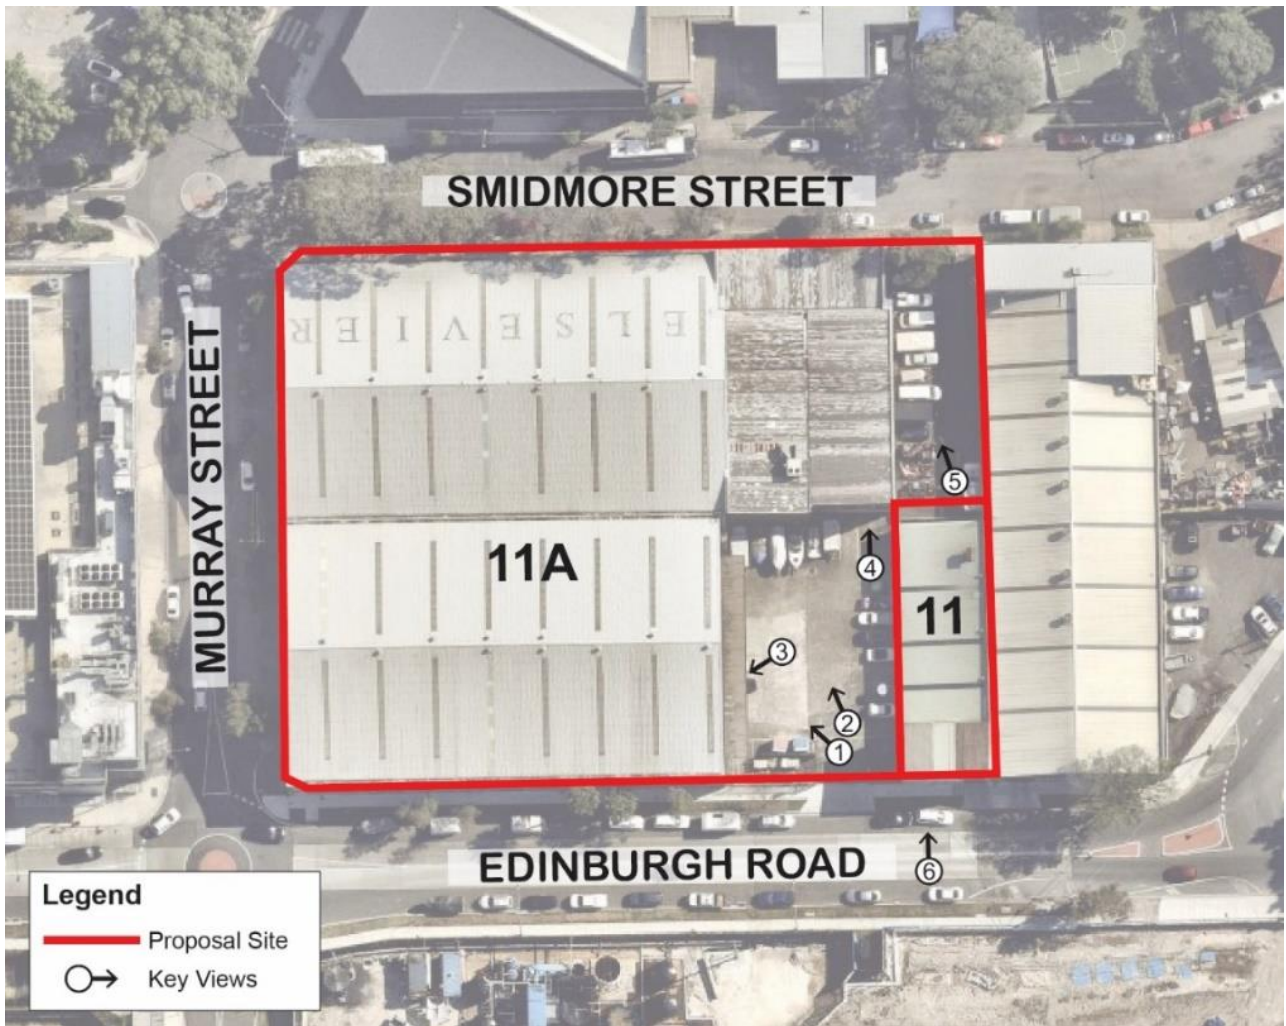 SMIDMORE STREET
ELSEVIER
MURRAY STREET
11A
11
5
4
3
2
1
6
EDINBURGH ROAD
Legend
Proposal Site
Key Views